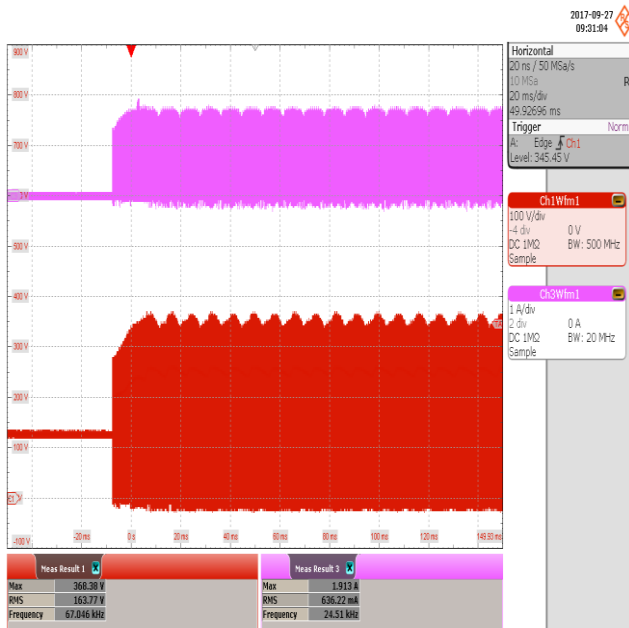 2017-09-27
09:31:04
Horizontal
20 ns / 50 MSa/s
10 MSa R
20 ms/div
49.92696 ms
Trigger Norm
A: Edge Ch1
Level: 345.45 V
Ch1Wfm1
100 V/div
-4 div 0 V
DC 1MΩ BW: 500 MHz
Sample
Ch3Wfm1
1 A/div
2 div 0 A
DC 1MΩ BW: 20 MHz
Sample
900 V
800 V
700 V
500 V
400 V
300 V
200 V
100 V
-100 V
-20 ms 0 s 20 ms 40 ms 60 ms 80 ms 100 ms 120 ms 149.93 ms
Meas Result 1
Max 368.38 V
RMS 163.77 V
Frequency 67.046 kHz
Meas Result 3
Max 1.913 A
RMS 636.22 mA
Frequency 24.51 kHz